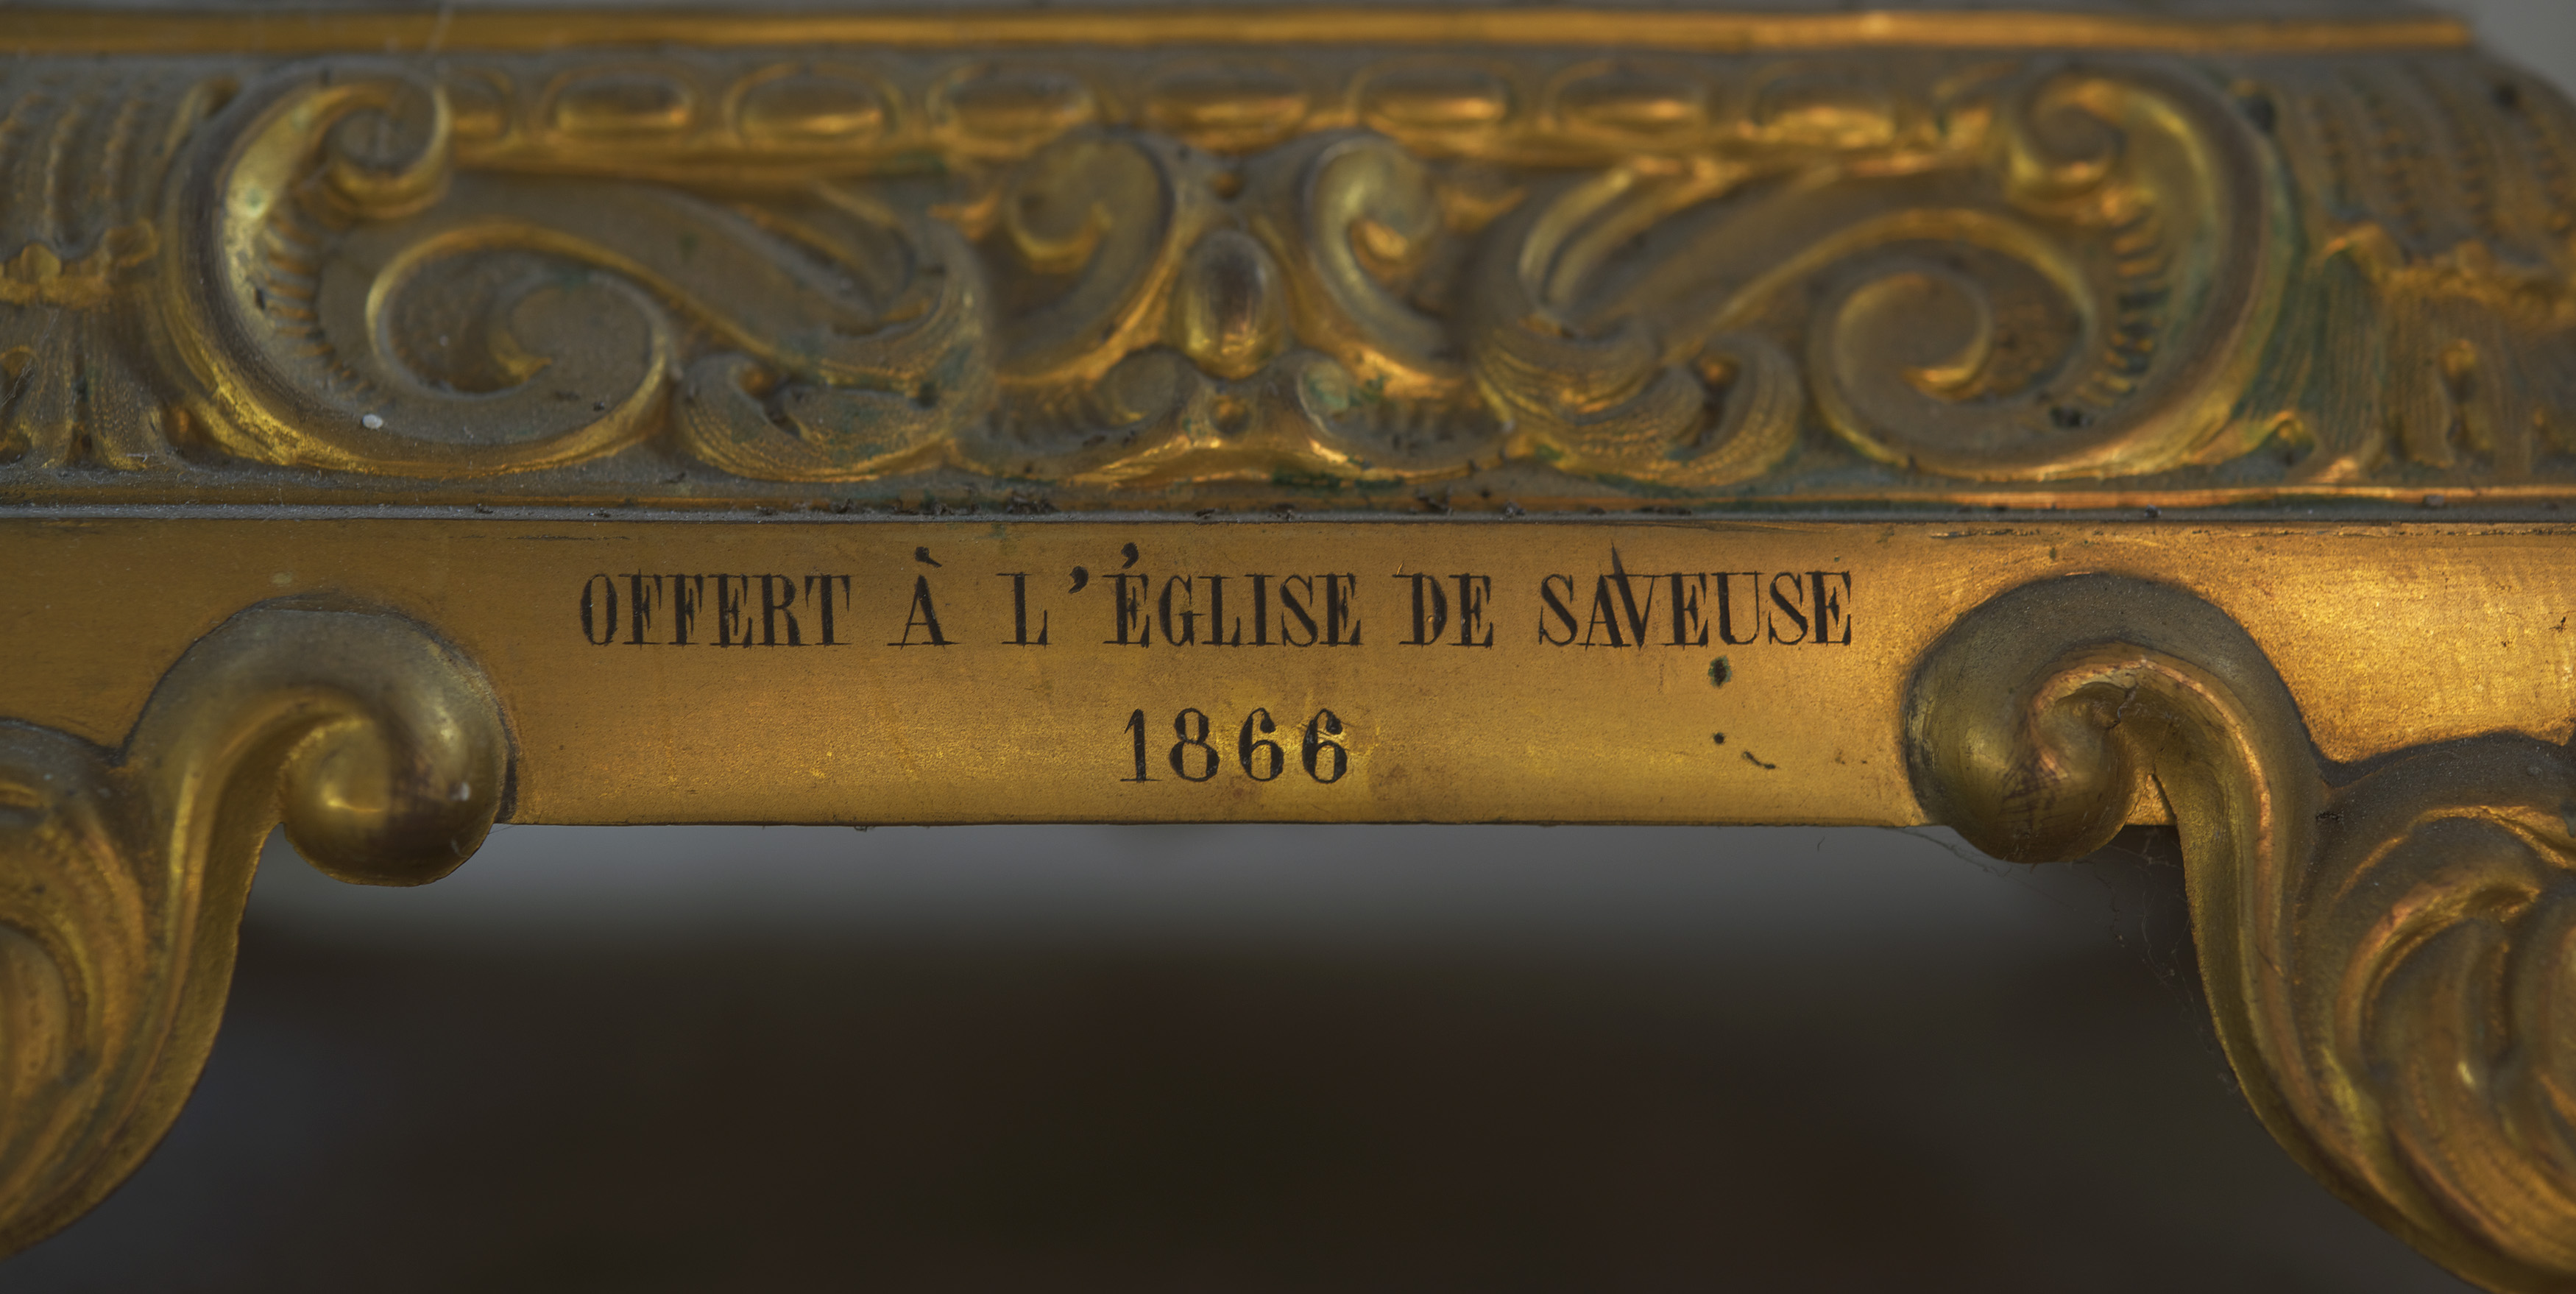 OFFERT À L'ÉGLISE DE SAVEUSE
1866